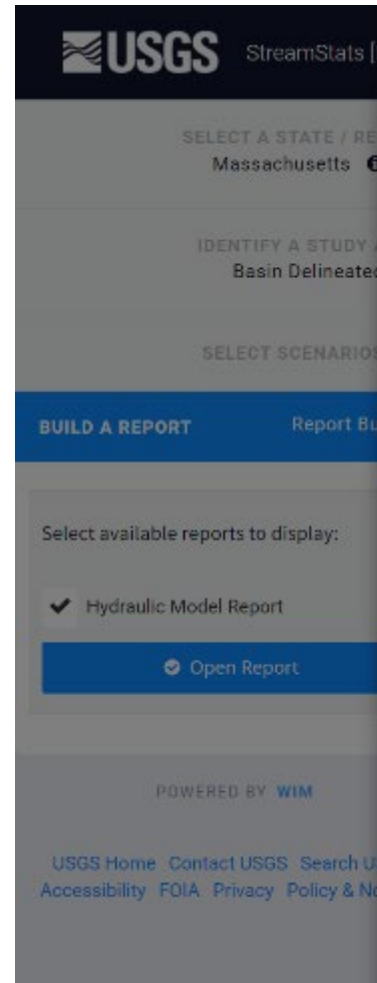 USGS StreamStats [
SELECT A STATE / RE
Massachusetts
IDENTIFY A STUDY
Basin Delineated
SELECT SCENARIOS
BUILD A REPORT Report Bu
Select available reports to display:
Hydraulic Model Report
Open Report
POWERED BY WIM
USGS Home Contact USGS Search U
Accessibility FOIA Privacy Policy & No